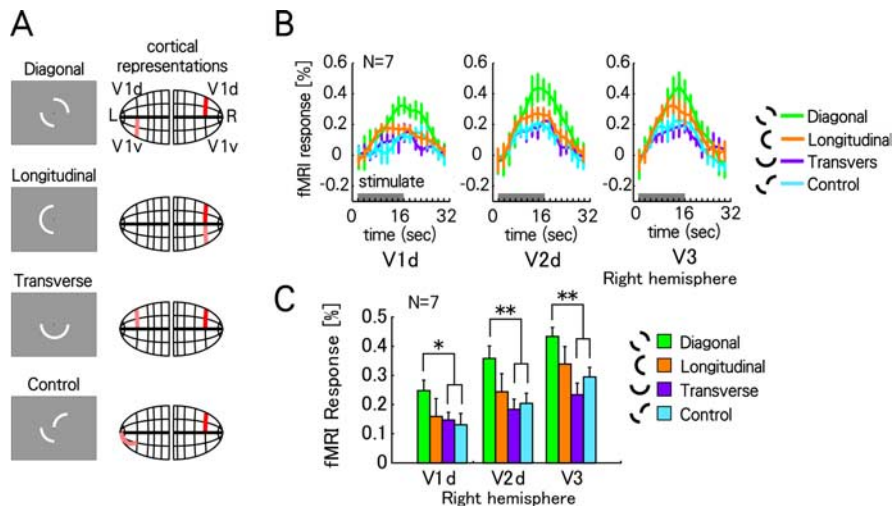 A
cortical
representations
Diagonal
V1d V1d
L R
V1v V1v
Longitudinal
Transverse
Control
B
N=7
fMRI response [%]
0.6
0.4
0.2
0
-0.2
stimulate
0 16 32
time (sec)
V1d
0.6
0.4
0.2
0
-0.2
0 16 32
time (sec)
V2d
0.6
0.4
0.2
0
-0.2
0 16 32
time (sec)
V3
Right hemisphere
Diagonal
Longitudinal
Transvers
Control
C
N=7
fMRI Response [%]
0.5
0.4
0.3
0.2
0.1
0
* ** **
V1d V2d V3
Right hemisphere
Diagonal
Longitudinal
Transverse
Control